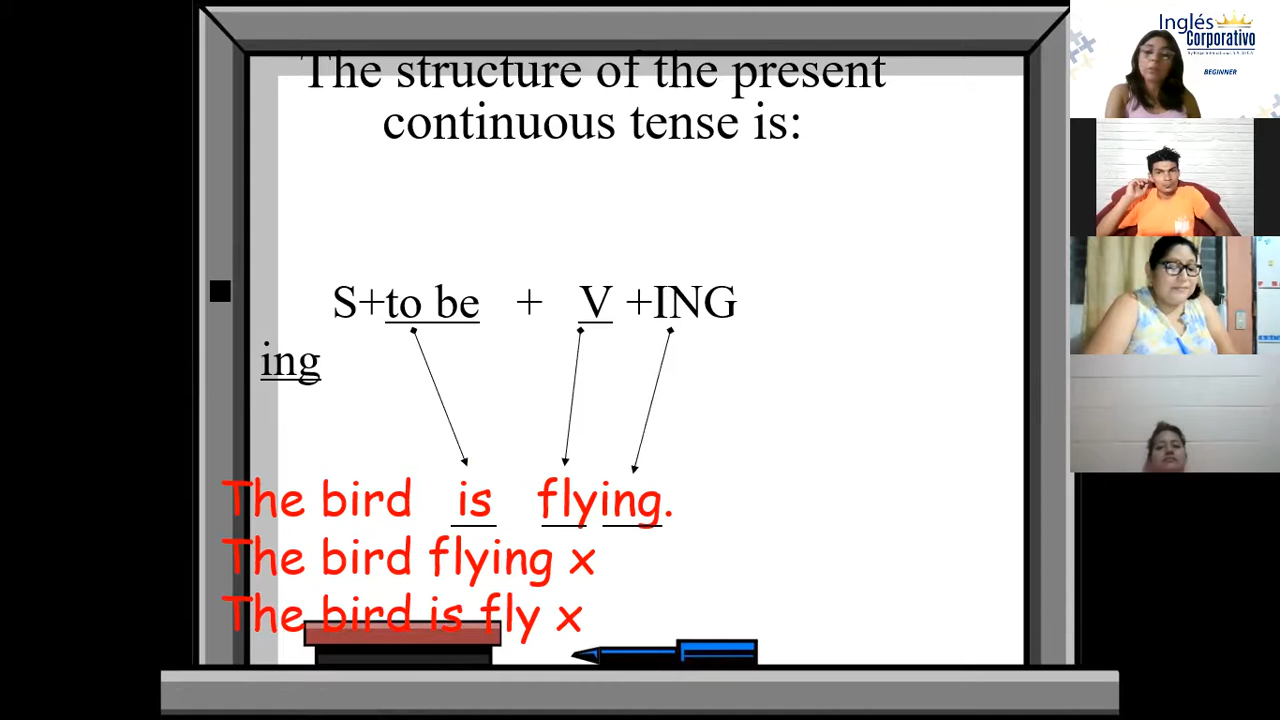 The structure of the present
continuous tense is:
S+to be + V +ING
ing
The bird is flying.
The bird flying x
The bird is fly x
Inglés
Corporativo
BEGINNER